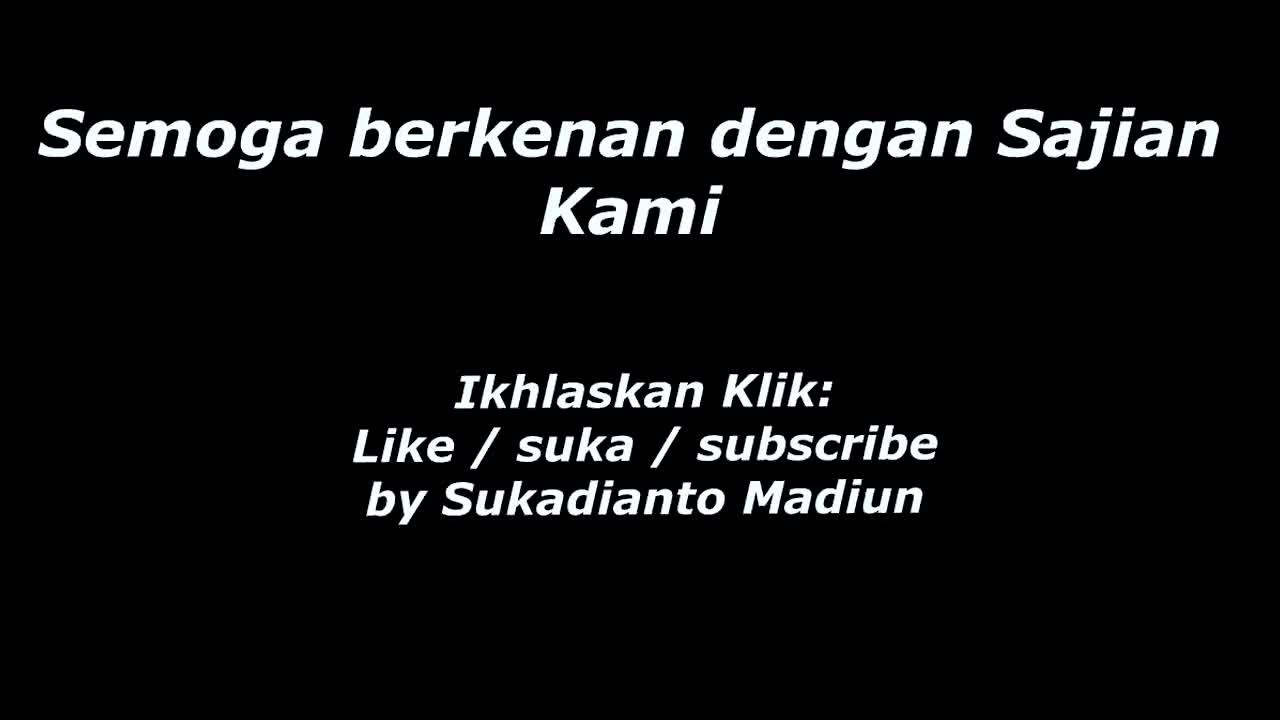 Semoga berkenan dengan Sajian
Kami
Ikhlaskan Klik:
Like / suka / subscribe
by Sukadianto Madiun